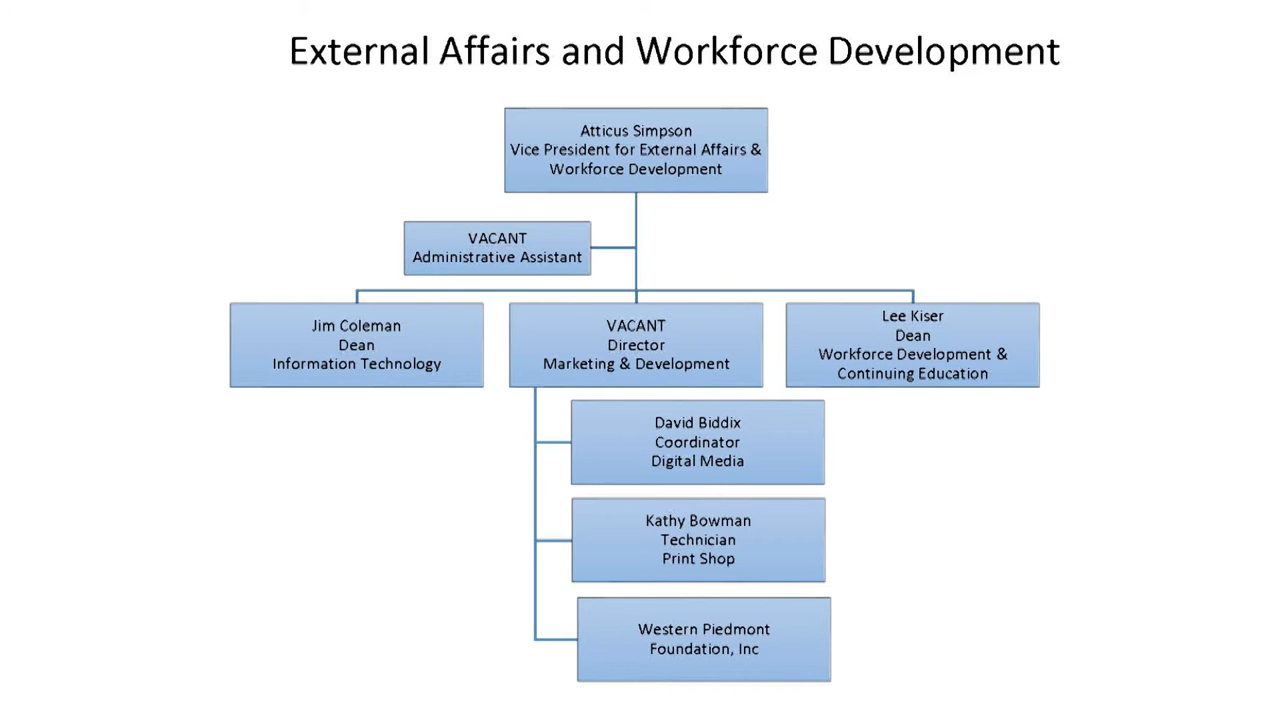 External Affairs and Workforce Development
Atticus Simpson
Vice President for External Affairs &
Workforce Development
VACANT
Administrative Assistant
Jim Coleman
Dean
Information Technology
VACANT
Director
Marketing & Development
Lee Kiser
Dean
Workforce Development &
Continuing Education
David Biddix
Coordinator
Digital Media
Kathy Bowman
Technician
Print Shop
Western Piedmont
Foundation, Inc